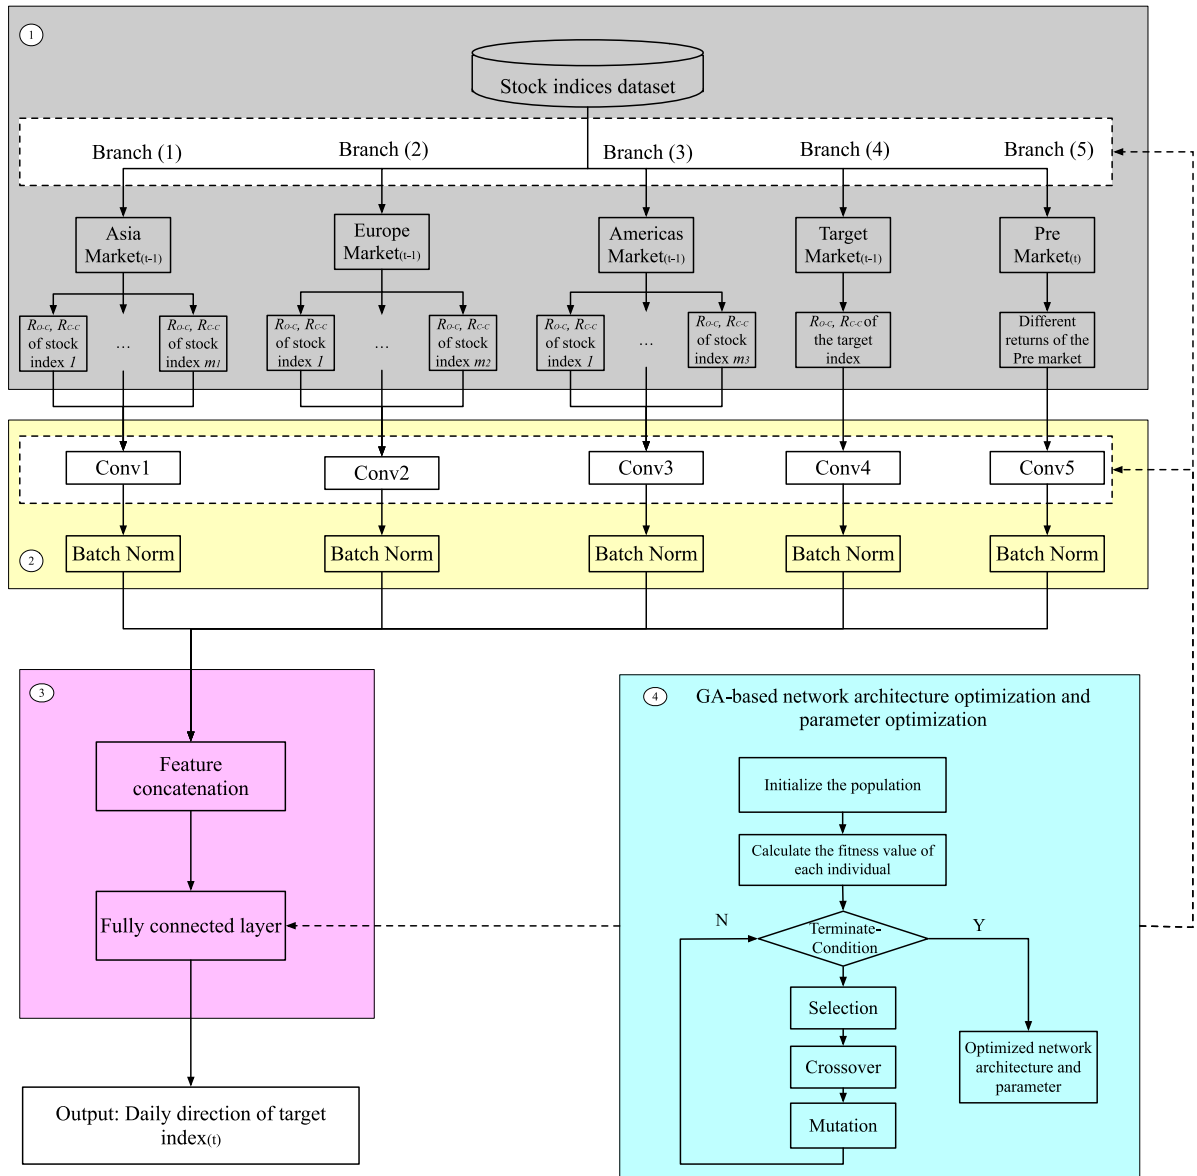 1
Stock indices dataset
Branch (1)
Branch (2)
Branch (3)
Branch (4)
Branch (5)
Asia
Market(t-1)
Europe
Market(t-1)
Americas
Market(t-1)
Target
Market(t-1)
Pre
Market(t)
RO-C, RC-C
of stock
index 1
…
RO-C, RC-C
of stock
index m1
RO-C, RC-C
of stock
index 1
…
RO-C, RC-C
of stock
index m2
RO-C, RC-C
of stock
index 1
…
RO-C, RC-C
of stock
index m3
RO-C, RC-C of
the target
index
Different
returns of the
Pre market
Conv1
Conv2
Conv3
Conv4
Conv5
2
Batch Norm
Batch Norm
Batch Norm
Batch Norm
Batch Norm
3
Feature
concatenation
Fully connected layer
Output: Daily direction of target
index(t)
4
GA-based network architecture optimization and
parameter optimization
Initialize the population
Calculate the fitness value of
each individual
N
Terminate-
Condition
Y
Selection
Crossover
Mutation
Optimized network
architecture and
parameter